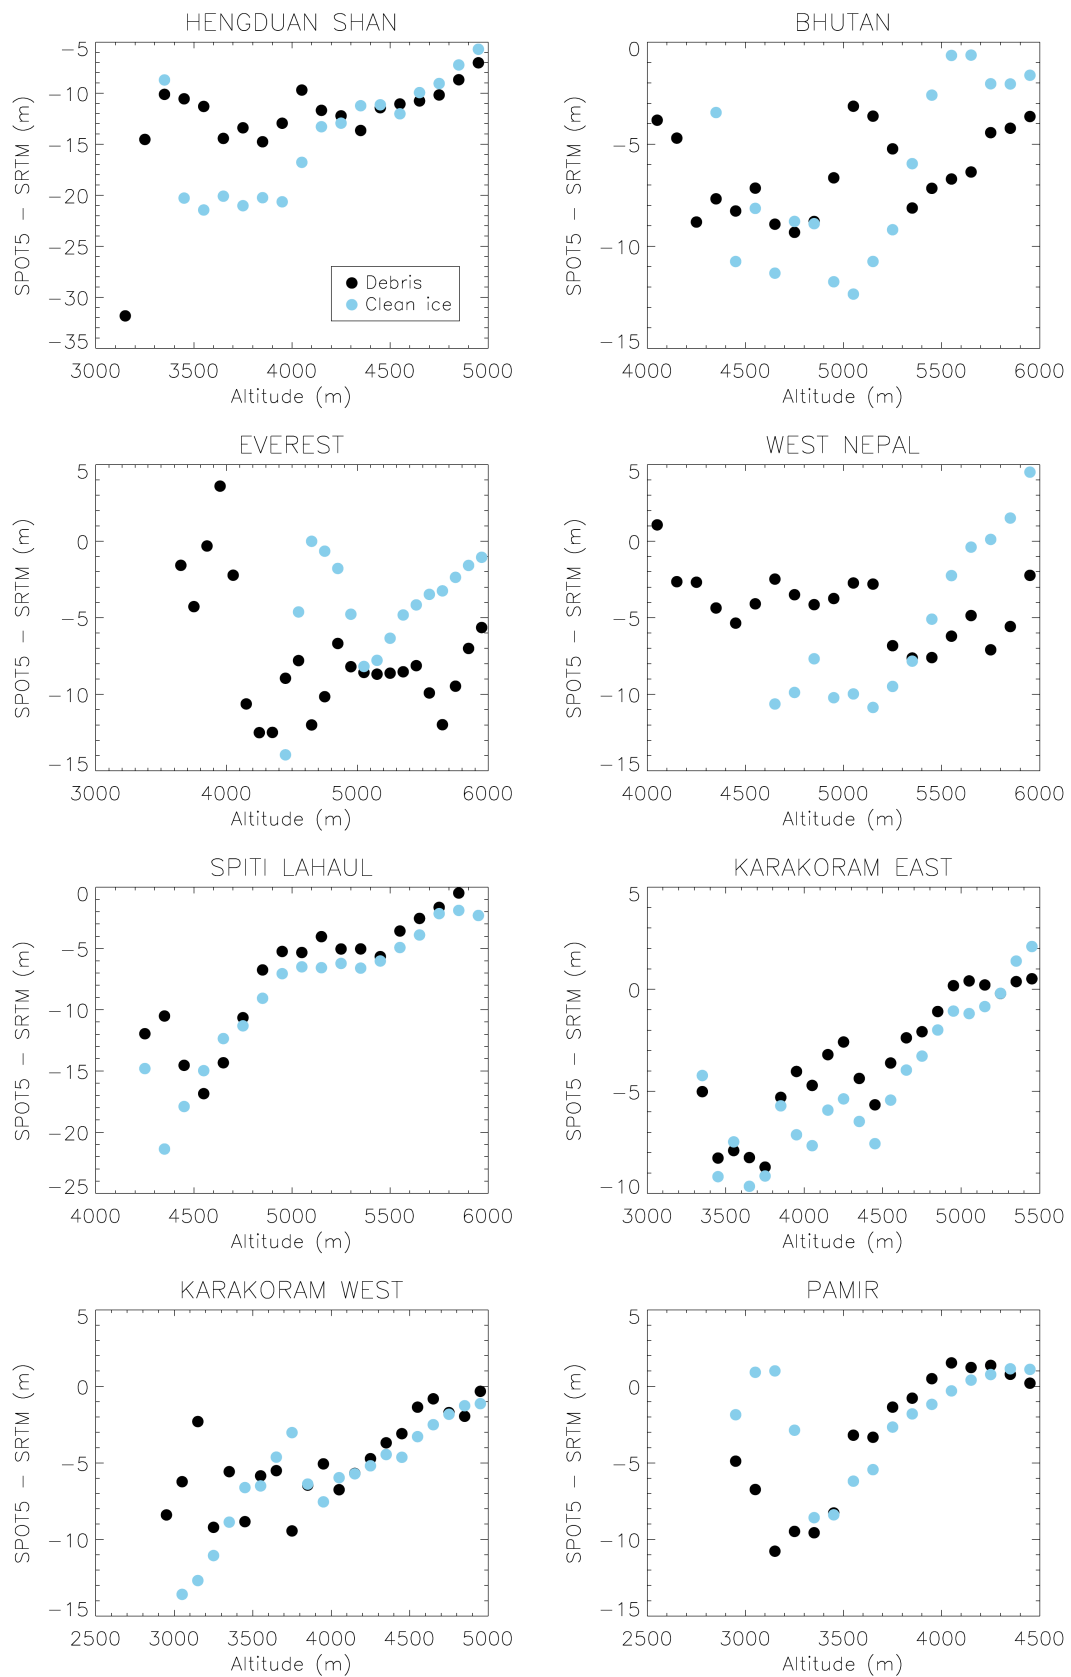 HENGDUAN SHAN
SPOT5 − SRTM (m)
−5
−10
−15
−20
−25
−30
−35
Debris
Clean ice
3000 3500 4000 4500 5000
Altitude (m)
BHUTAN
SPOT5 − SRTM (m)
0
−5
−10
−15
4000 4500 5000 5500 6000
Altitude (m)
EVEREST
SPOT5 − SRTM (m)
5
0
−5
−10
−15
3000 4000 5000 6000
Altitude (m)
WEST NEPAL
SPOT5 − SRTM (m)
5
0
−5
−10
−15
4000 4500 5000 5500 6000
Altitude (m)
SPITI LAHAUL
SPOT5 − SRTM (m)
0
−5
−10
−15
−20
−25
4000 4500 5000 5500 6000
Altitude (m)
KARAKORAM EAST
SPOT5 − SRTM (m)
5
0
−5
−10
3000 3500 4000 4500 5000 5500
Altitude (m)
KARAKORAM WEST
SPOT5 − SRTM (m)
5
0
−5
−10
−15
2500 3000 3500 4000 4500 5000
Altitude (m)
PAMIR
SPOT5 − SRTM (m)
5
0
−5
−10
−15
2500 3000 3500 4000 4500
Altitude (m)